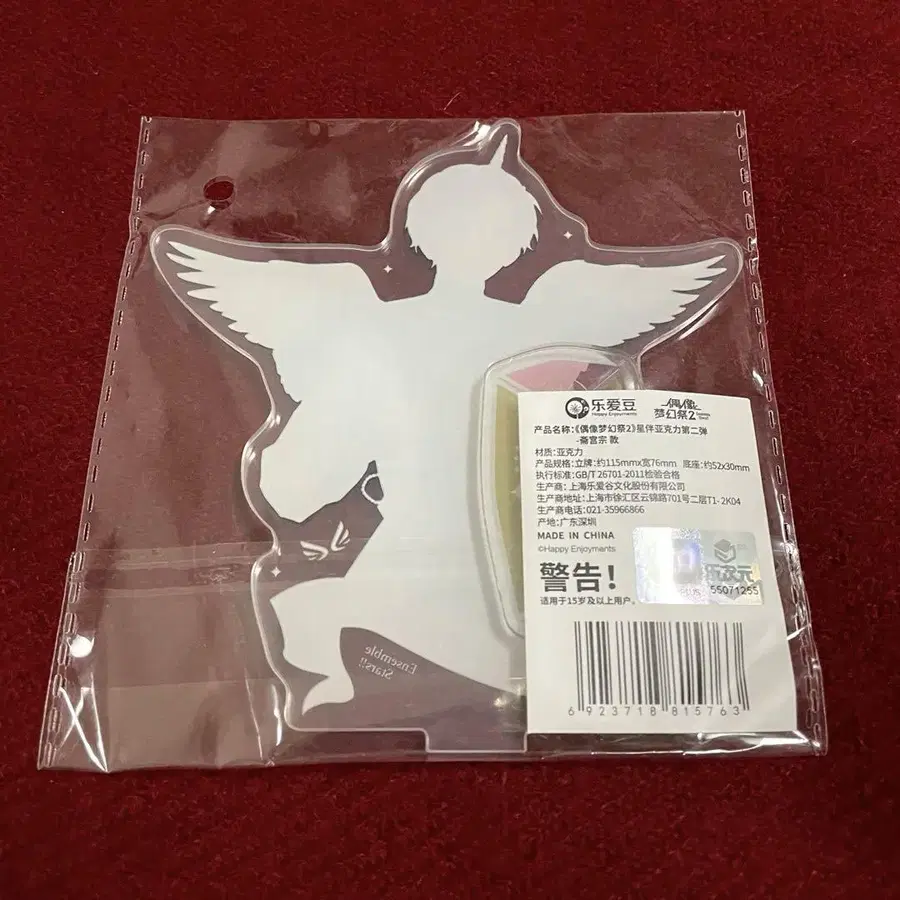 乐爱豆
Happy Enjoyments
偶像
梦幻祭2
产品名称:《偶像梦幻祭2》星伴亚克力第二弹
-斋宫宗 款
材质:亚克力
产品规格:立牌:约115mmx宽76mm 底座:约52x30mm
执行标准:GB/T 26701-2011检验合格
生产商:上海乐爱谷文化股份有限公司
生产商地址:上海市徐汇区云锦路701号二层T1-2K04
生产商电话:021-35966866
产地:广东深圳
MADE IN CHINA
©Happy Enjoyments
警告!
适用于15岁及以上用户。
乐次元
55071255
6 923718 815763
Ensemble
Stars!!